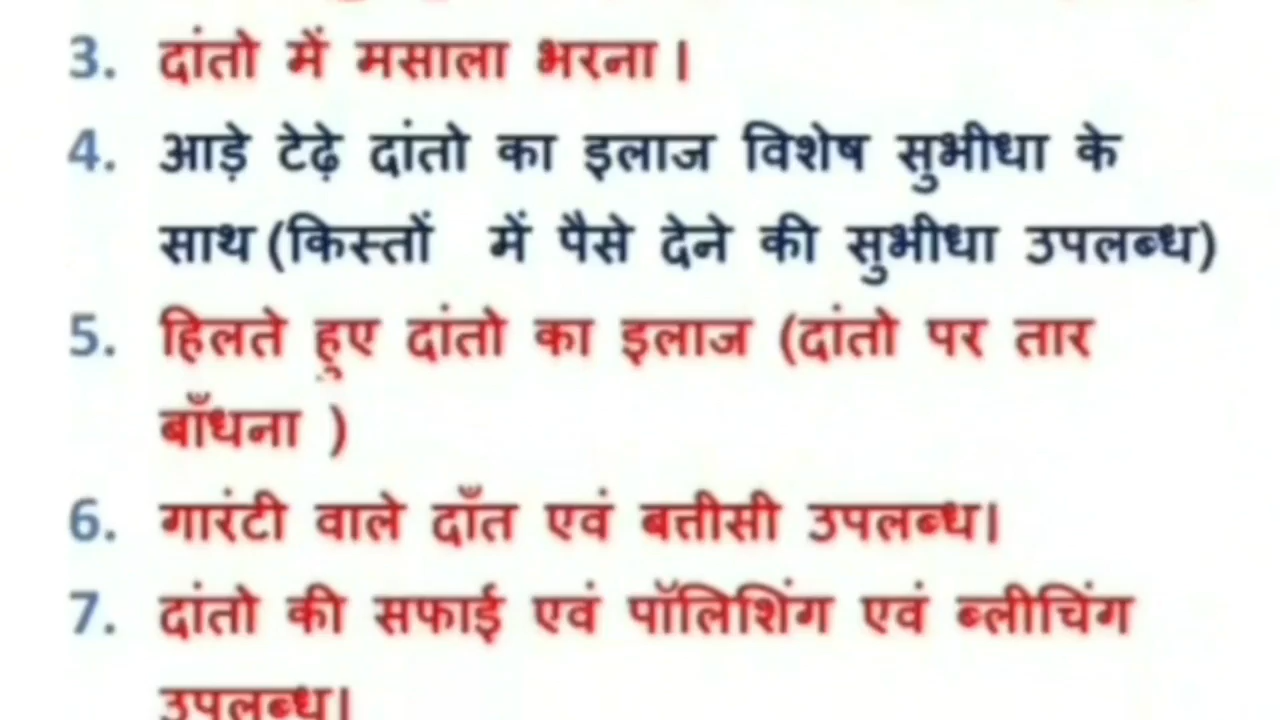 3. दांतो में मसाला भरना।
4. आड़े टेढ़े दांतो का इलाज विशेष सुभीधा के
साथ (किस्तों में पैसे देने की सुभीधा उपलब्ध)
5. हिलते हुए दांतो का इलाज (दांतो पर तार
बाँधना )
6. गारंटी वाले दाँत एवं बत्तीसी उपलब्ध।
7. दांतो की सफाई एवं पॉलिशिंग एवं ब्लीचिंग
उपलब्ध।